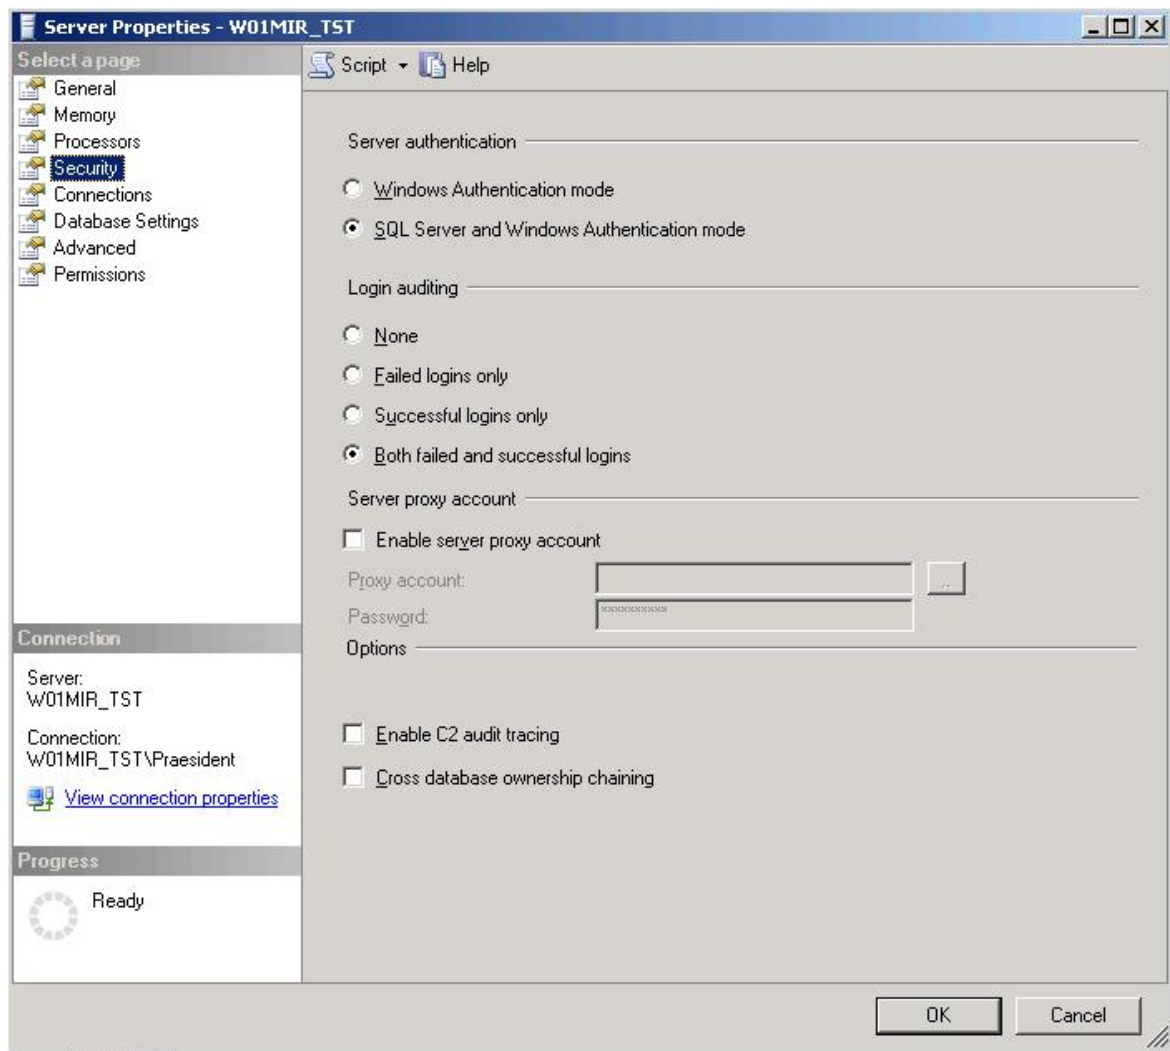 Server Properties - W01MIR_TST
Select a page
General
Memory
Processors
Security
Connections
Database Settings
Advanced
Permissions
Script
Help
Server authentication
Windows Authentication mode
SQL Server and Windows Authentication mode
Login auditing
None
Failed logins only
Successful logins only
Both failed and successful logins
Server proxy account
Enable server proxy account
Proxy account:
..
Password:
**********
Options
Enable C2 audit tracing
Cross database ownership chaining
Connection
Server:
W01MIR_TST
Connection:
W01MIR_TST\Praesident
View connection properties
Progress
Ready
OK
Cancel